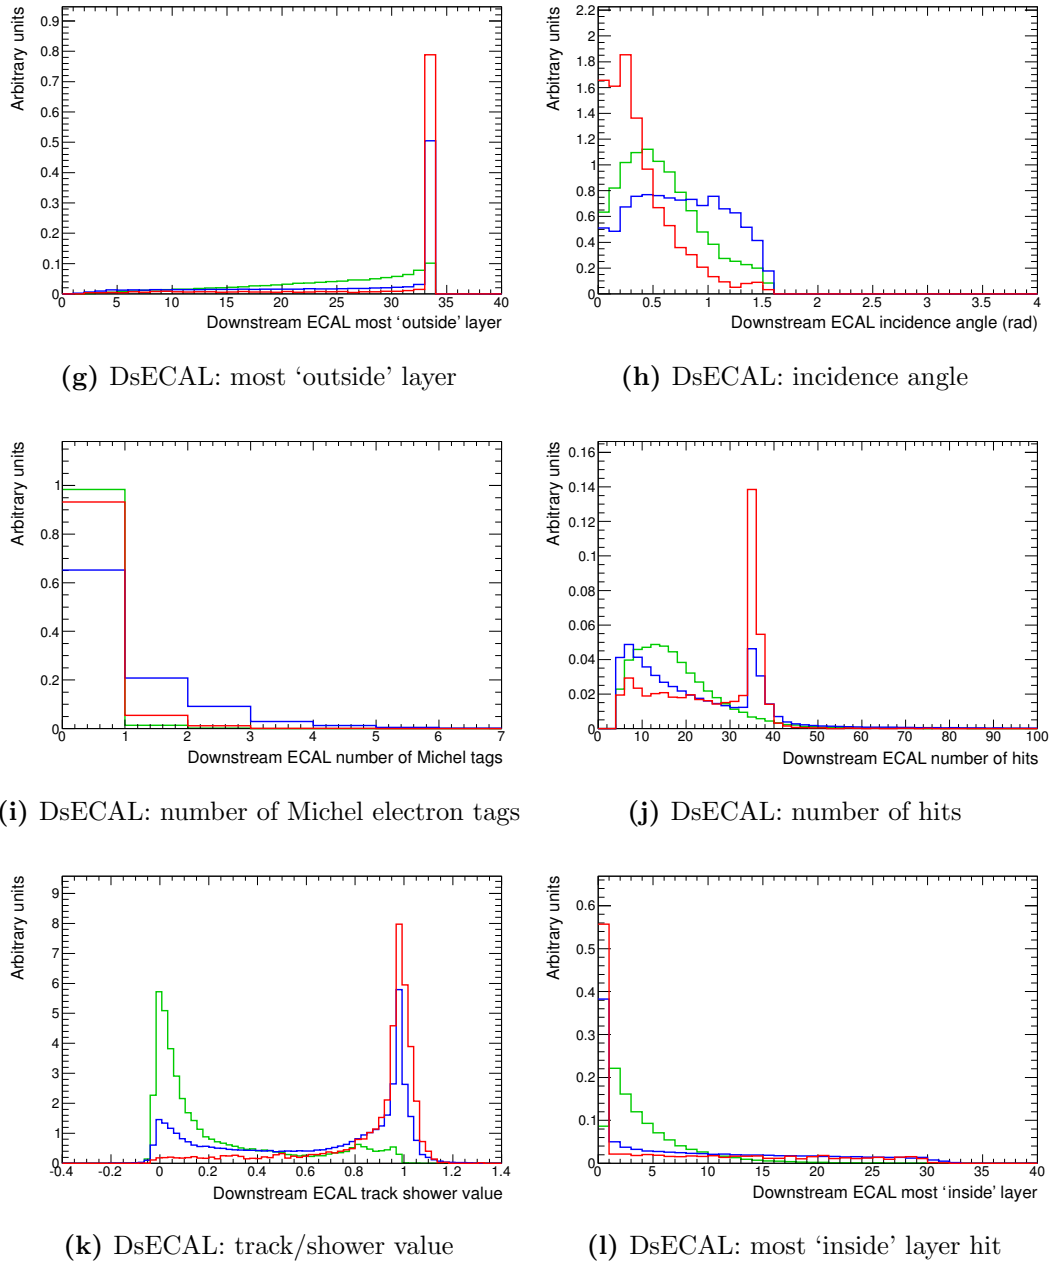 Arbitrary units
0.9
0.8
0.7
0.6
0.5
0.4
0.3
0.2
0.1
0
0 5 10 15 20 25 30 35 40
Downstream ECAL most ‘outside’ layer
(g) DsECAL: most ‘outside’ layer
Arbitrary units
2.2
2
1.8
1.6
1.4
1.2
1
0.8
0.6
0.4
0.2
0
0 0.5 1 1.5 2 2.5 3 3.5 4
Downstream ECAL incidence angle (rad)
(h) DsECAL: incidence angle
Arbitrary units
1
0.8
0.6
0.4
0.2
0
0 1 2 3 4 5 6 7
Downstream ECAL number of Michel tags
(i) DsECAL: number of Michel electron tags
Arbitrary units
0.16
0.14
0.12
0.1
0.08
0.06
0.04
0.02
0
0 10 20 30 40 50 60 70 80 90 100
Downstream ECAL number of hits
(j) DsECAL: number of hits
Arbitrary units
9
8
7
6
5
4
3
2
1
0
-0.4 -0.2 0 0.2 0.4 0.6 0.8 1 1.2 1.4
Downstream ECAL track shower value
(k) DsECAL: track/shower value
Arbitrary units
0.6
0.5
0.4
0.3
0.2
0.1
0
0 5 10 15 20 25 30 35 40
Downstream ECAL most ‘inside’ layer
(l) DsECAL: most ‘inside’ layer hit